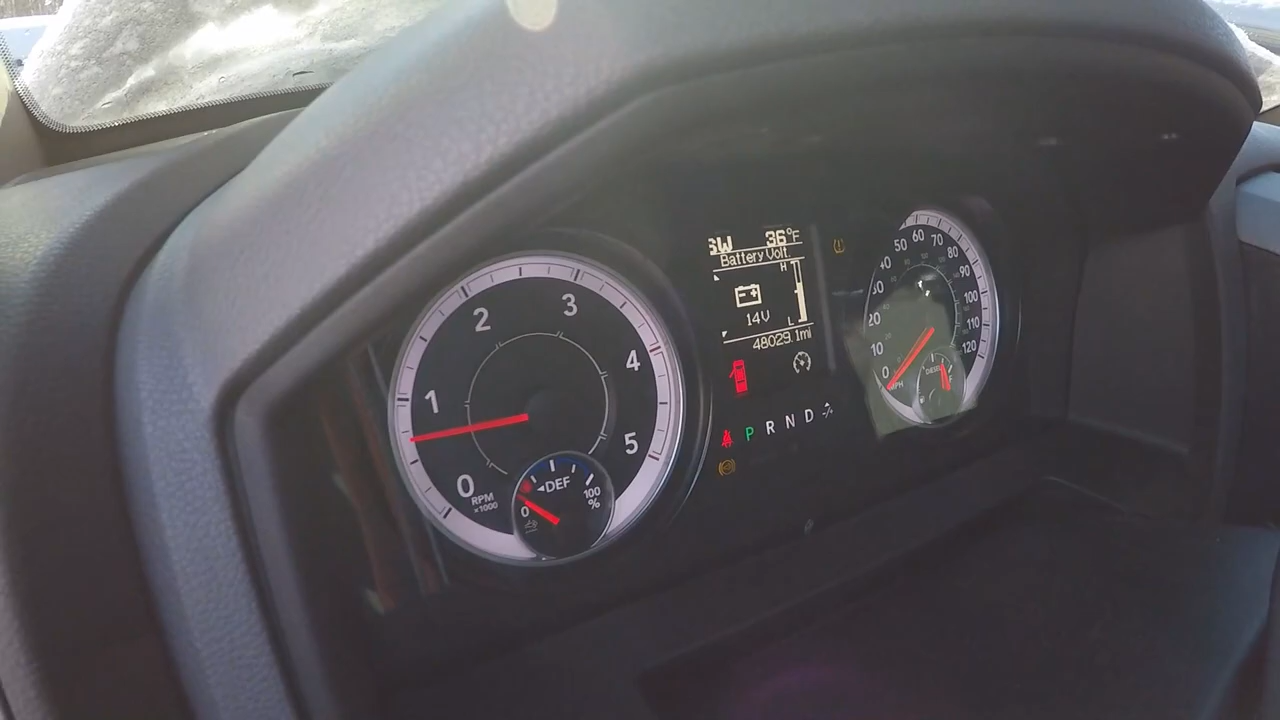 SW 36°F
Battery Volt.
H
14V
L
48029.1mi
P R N D
0
1
2
3
4
5
RPM
x1000
DEF
0
100
%
0
10
20
30
40
50
60
70
80
90
100
110
120
MPH
DIESEL